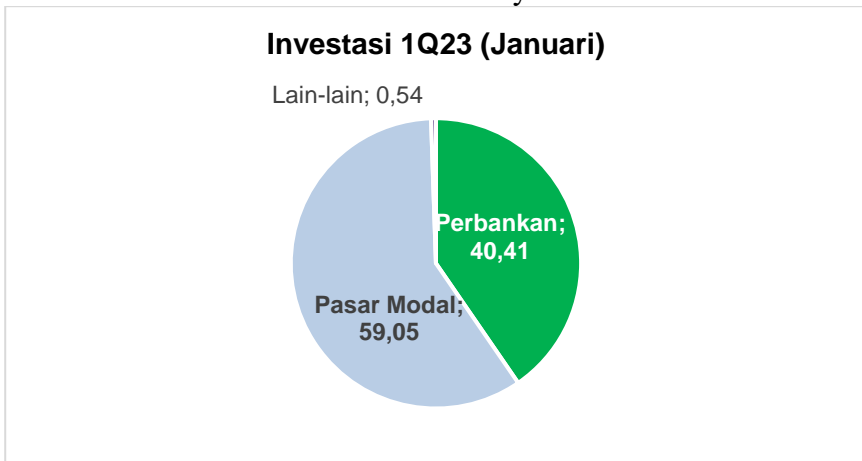 Investasi 1Q23 (Januari)
Lain-lain; 0,54
Perbankan;
40,41
Pasar Modal;
59,05